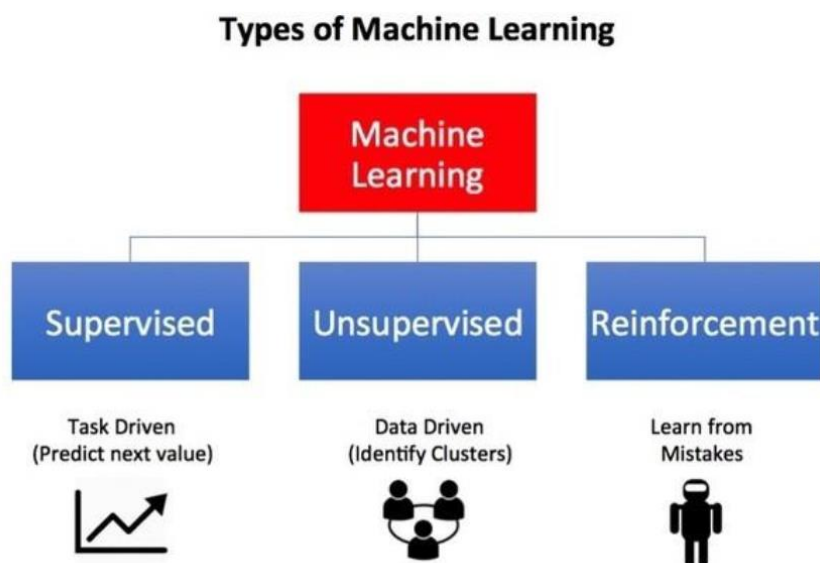 Types of Machine Learning
Machine
Learning
Supervised
Unsupervised
Reinforcement
Task Driven
(Predict next value)
Data Driven
(Identify Clusters)
Learn from
Mistakes